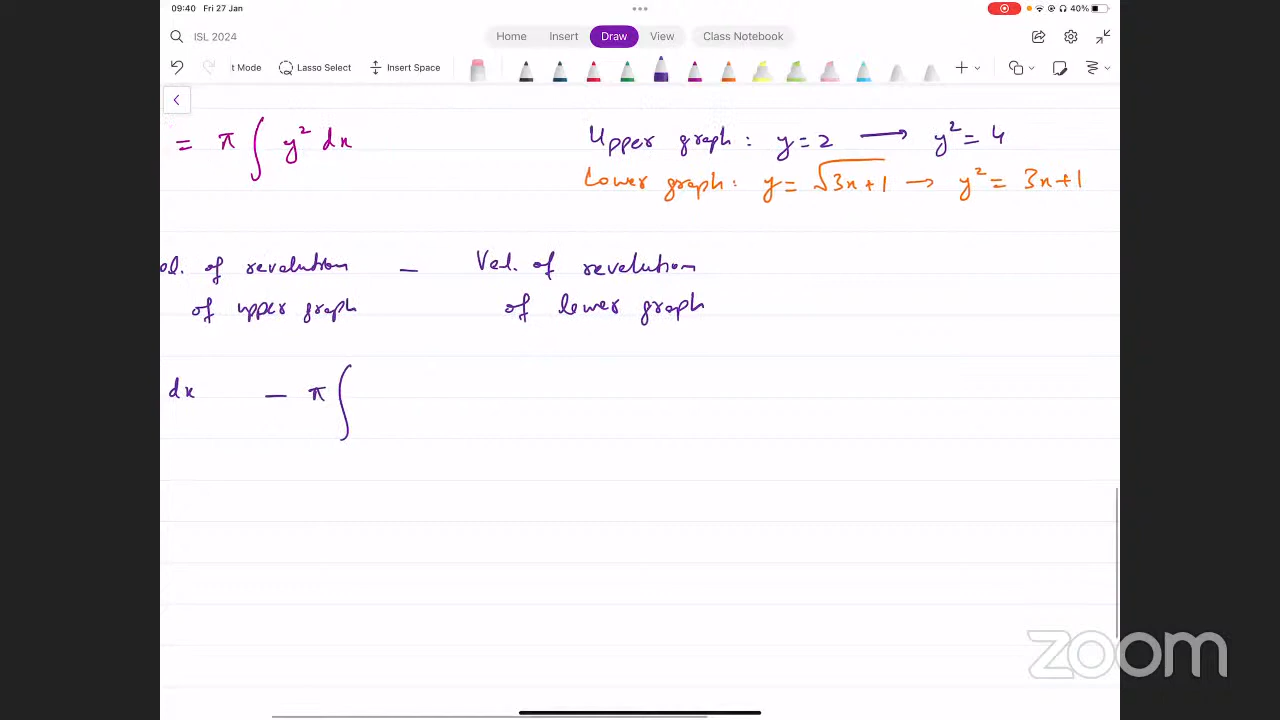 09:40 Fri 27 Jan
40%
ISL 2024
Home Insert Draw View Class Notebook
t Mode Lasso Select Insert Space
= π ∫ y² dx
Upper graph : y = 2 → y² = 4
Lower graph : y = √3x+1 → y² = 3x+1
ol. of revolution – Vol. of revolution
of upper graph of lower graph
dx – π ∫
zoom